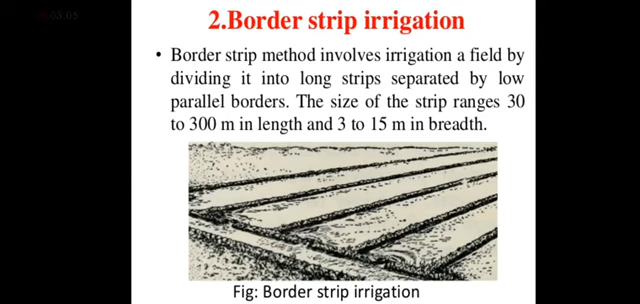 2.Border strip irrigation
• Border strip method involves irrigation a field by
dividing it into long strips separated by low
parallel borders. The size of the strip ranges 30
to 300 m in length and 3 to 15 m in breadth.
Fig: Border strip irrigation